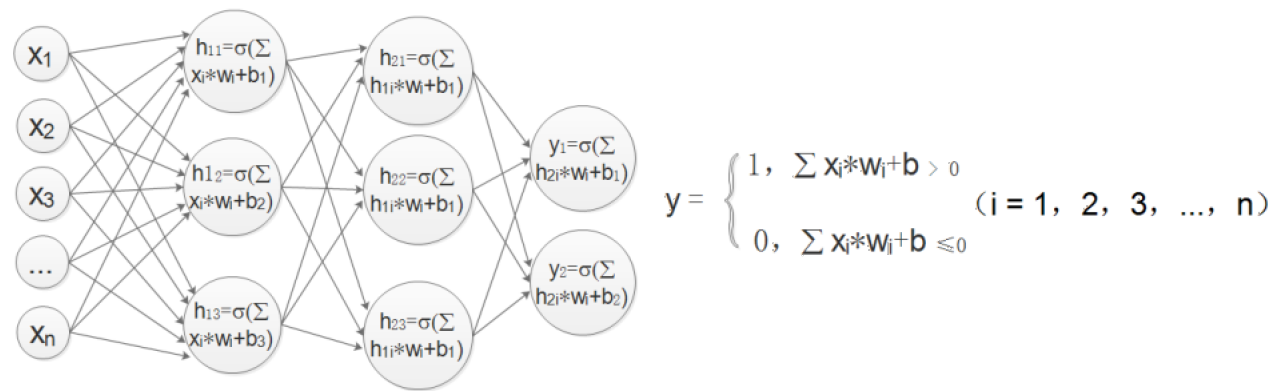 X₁
X₂
X₃
...
Xₙ
h₁₁=σ(∑
xᵢ*wᵢ+b₁)
h1₂=σ(∑
xᵢ*wᵢ+b₂)
h₁₃=σ(∑
xᵢ*wᵢ+b₃)
h₂₁=σ(∑
h₁ᵢ*wᵢ+b₁)
h₂₂=σ(∑
h₁ᵢ*wᵢ+b₁)
h₂₃=σ(∑
h₁ᵢ*wᵢ+b₁)
y₁=σ(∑
h₂ᵢ*wᵢ+b₁)
y₂=σ(∑
h₂ᵢ*wᵢ+b₂)
1，∑ xᵢ*wᵢ+b > 0
y = { （i = 1，2，3，...，n）
0，∑ xᵢ*wᵢ+b ≤0